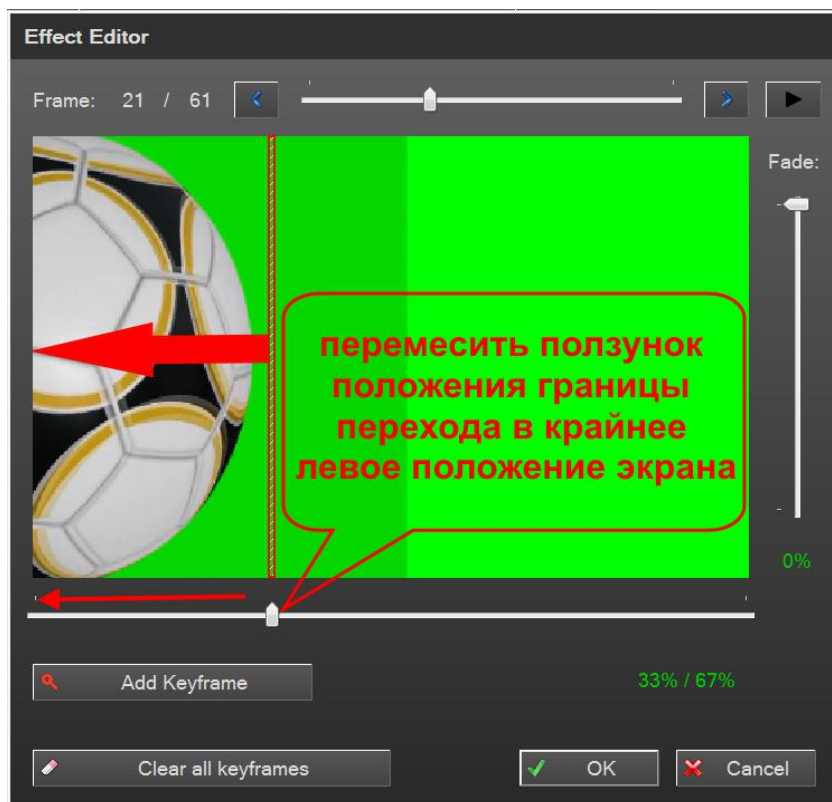 Effect Editor
Frame: 21 / 61
Fade:
перемесить ползунок
положения границы
перехода в крайнее
левое положение экрана
0%
Add Keyframe
33% / 67%
Clear all keyframes
OK
Cancel